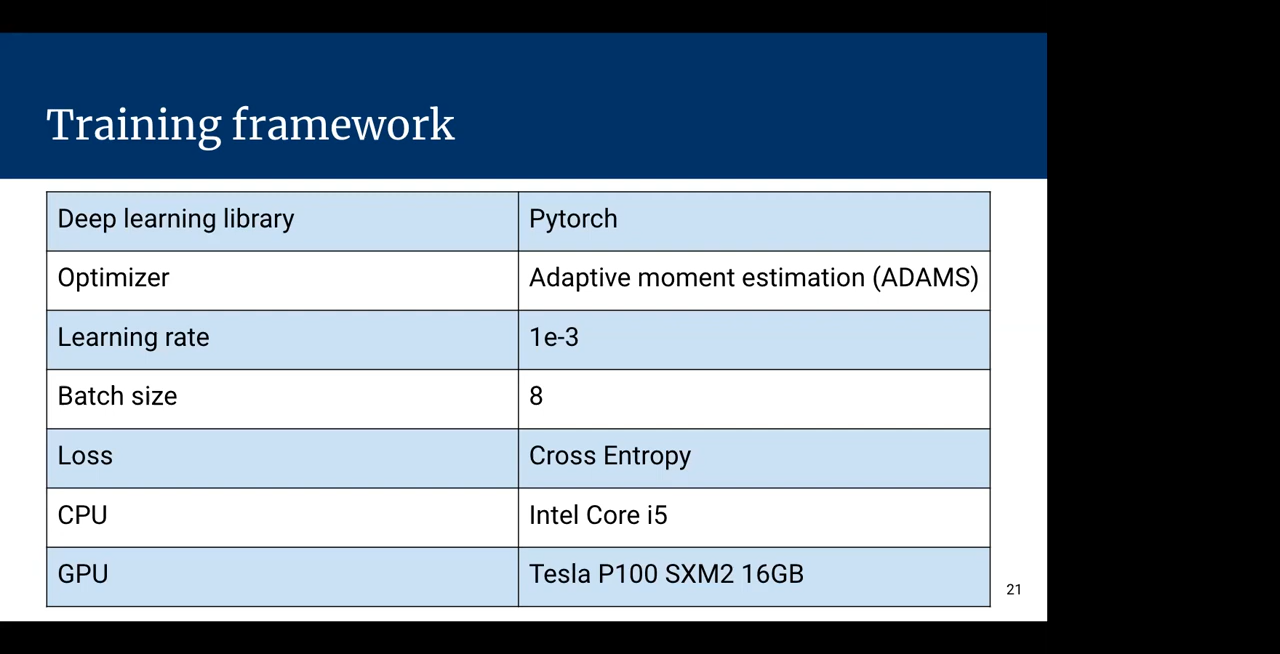 Training framework
Deep learning library Pytorch
Optimizer Adaptive moment estimation (ADAMS)
Learning rate 1e-3
Batch size 8
Loss Cross Entropy
CPU Intel Core i5
GPU Tesla P100 SXM2 16GB
21